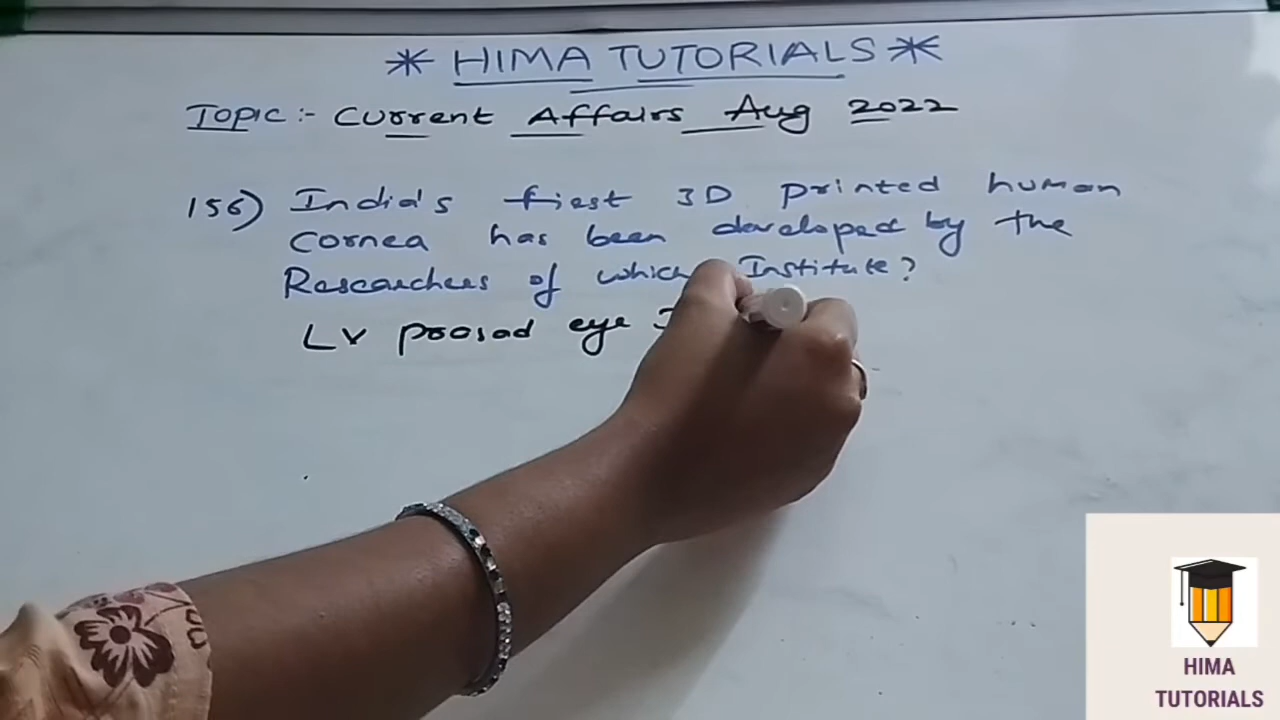 * HIMA TUTORIALS *
Topic :- Current Affairs Aug 2022
156) India's first 3D printed human
cornea has been developed by the
Researchers of which Institute?
LV prasad eye
HIMA
TUTORIALS